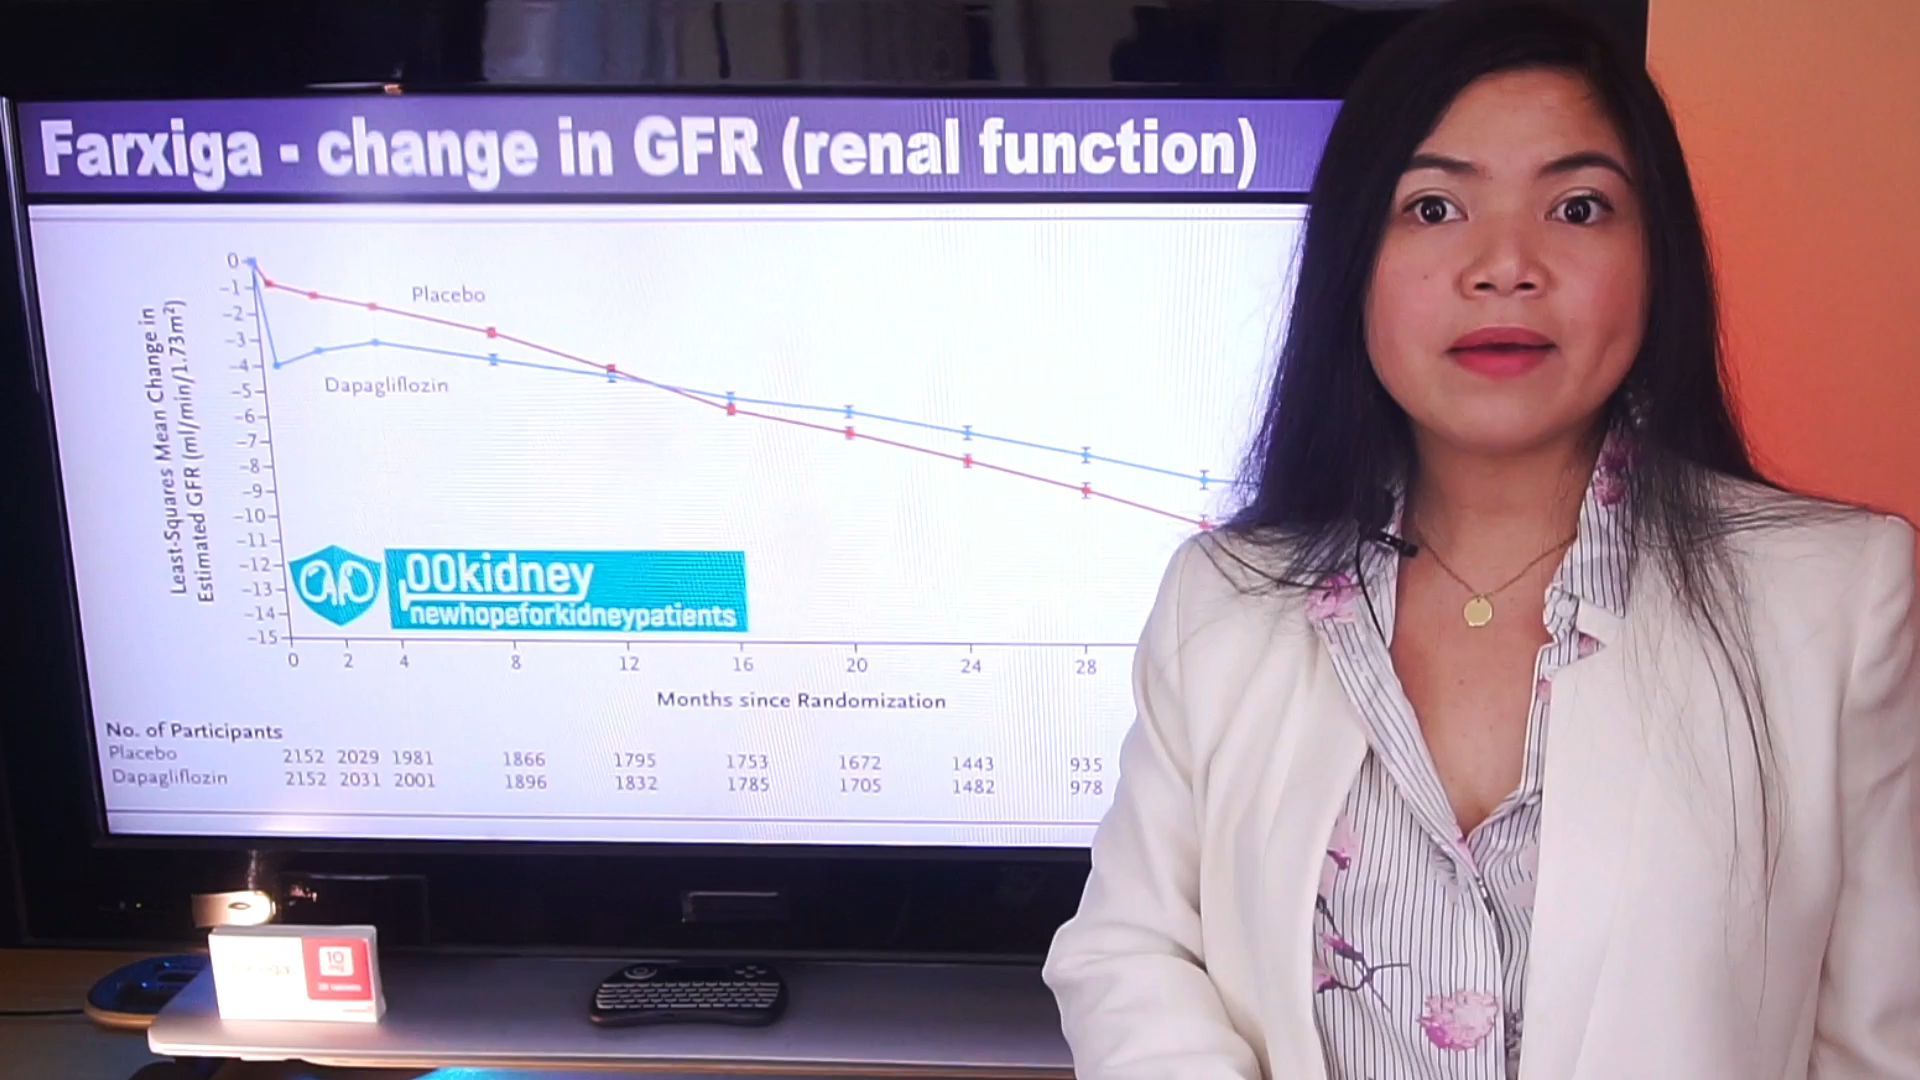 Farxiga - change in GFR (renal function)
Least-Squares Mean Change in
Estimated GFR (ml/min/1.73m²)
0
−1
−2
−3
−4
−5
−6
−7
−8
−9
−10
−11
−12
−13
−14
−15
Placebo
Dapagliflozin
00kidney
newhopeforkidneypatients
0 2 4 8 12 16 20 24 28
Months since Randomization
No. of Participants
Placebo 2152 2029 1981 1866 1795 1753 1672 1443 935
Dapagliflozin 2152 2031 2001 1896 1832 1785 1705 1482 978
10
mg